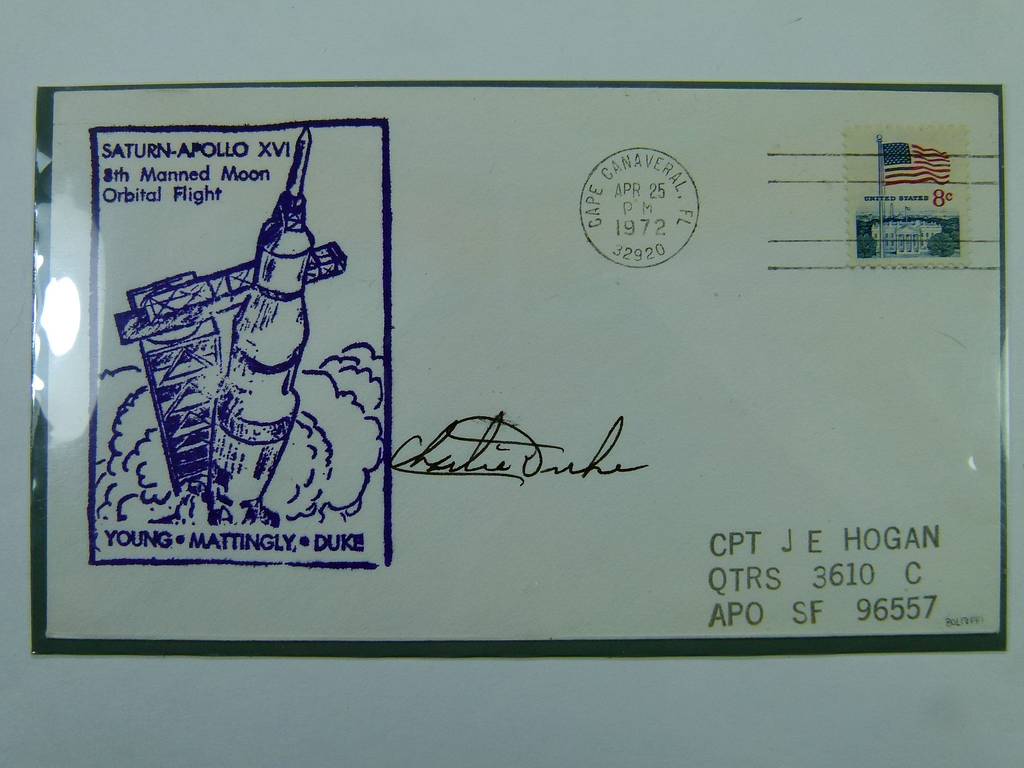 SATURN-APOLLO XVI
8th Manned Moon
Orbital Flight
YOUNG • MATTINGLY, • DUKE
CAPE CANAVERAL, FL
APR 25
PM
1972
32920
UNITED STATES 8c
Charlie Duke
CPT J E HOGAN
QTRS 3610 C
APO SF 96557